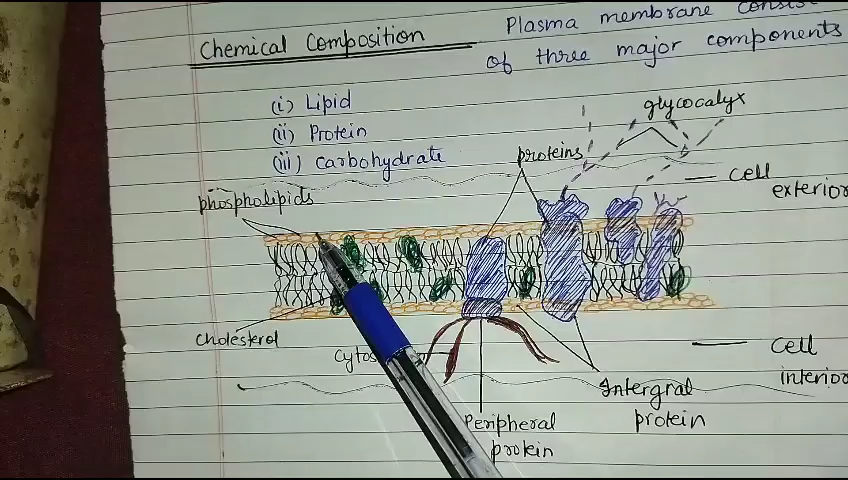 Chemical Composition
Plasma membrane consist
of three major components
(i) Lipid
(ii) Protein
(iii) Carbohydrate
glycocalyx
proteins
cell
exterior
phospholipids
Cholesterol
cell
interior
Intergral
protein
Peripheral
protein